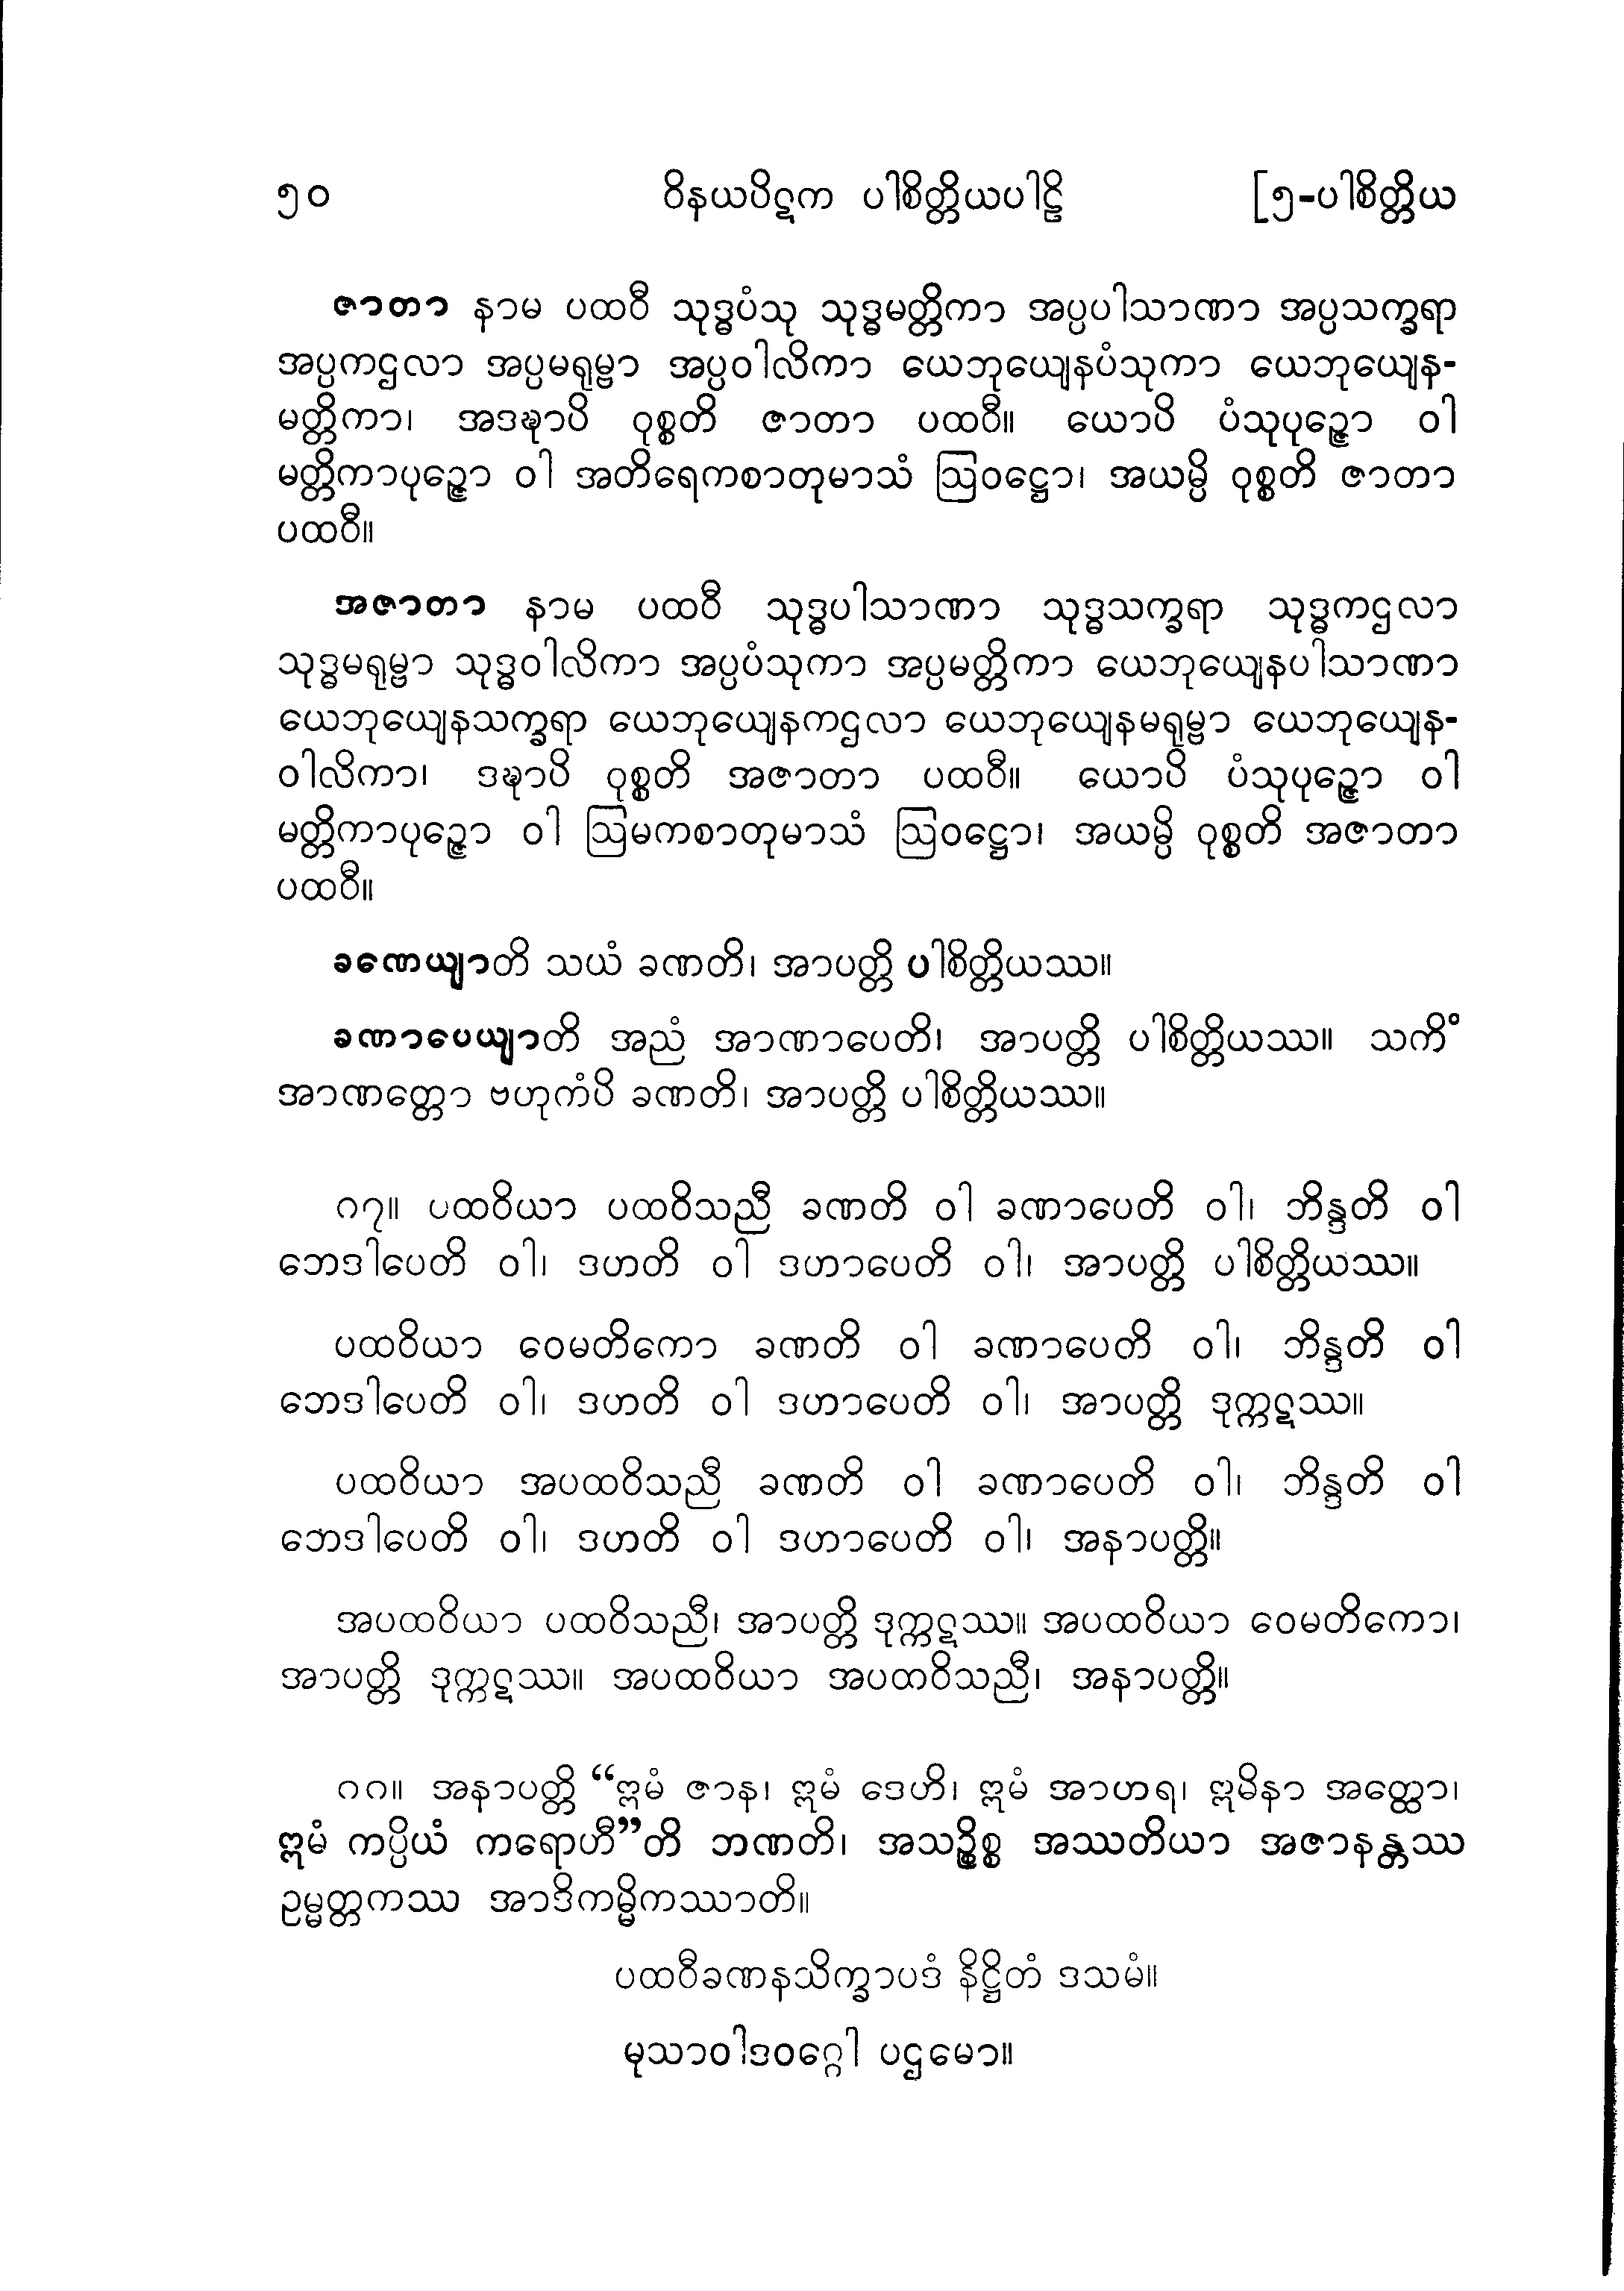 ၅၀ ဝိနယပိဋက ပါစိတ္တိယပါဠိ [၅-ပါစိတ္တိယ
ဇာတာ နာမ ပထဝီ သုဒ္ဓပံသု သုဒ္ဓမတ္တိကာ အပ္ပပါသာဏာ အပ္ပသက္ခရာ
အပ္ပကဌလာ အပ္ပမရုမ္ဗာ အပ္ပဝါလိကာ ယေဘုယျေနပံသုကာ ယေဘုယျေန-
မတ္တိကာ၊ အဒဍ္ဎာပိ ဝုစ္စတိ ဇာတာ ပထဝီ။ ယောပိ ပံသုပုဉ္ဇော ဝါ
မတ္တိကာပုဉ္ဇော ဝါ အတိရေကစာတုမာသံ ဩဝဋ္ဌော၊ အယမ္ပိ ဝုစ္စတိ ဇာတာ
ပထဝီ။
အဇာတာ နာမ ပထဝီ သုဒ္ဓပါသာဏာ သုဒ္ဓသက္ခရာ သုဒ္ဓကဌလာ
သုဒ္ဓမရုမ္ဗာ သုဒ္ဓဝါလိကာ အပ္ပပံသုကာ အပ္ပမတ္တိကာ ယေဘုယျေနပါသာဏာ
ယေဘုယျေနသက္ခရာ ယေဘုယျေနကဌလာ ယေဘုယျေနမရုမ္ဗာ ယေဘုယျေန-
ဝါလိကာ၊ ဒဍ္ဎာပိ ဝုစ္စတိ အဇာတာ ပထဝီ။ ယောပိ ပံသုပုဉ္ဇော ဝါ
မတ္တိကာပုဉ္ဇော ဝါ ဩမကစာတုမာသံ ဩဝဋ္ဌော၊ အယမ္ပိ ဝုစ္စတိ အဇာတာ
ပထဝီ။
ခဏေယျာတိ သယံ ခဏတိ၊ အာပတ္တိ ပါစိတ္တိယဿ။
ခဏာပေယျာတိ အညံ အာဏာပေတိ၊ အာပတ္တိ ပါစိတ္တိယဿ။ သကိံ
အာဏတ္တော ဗဟုကံပိ ခဏတိ၊ အာပတ္တိ ပါစိတ္တိယဿ။
၈၇။ ပထဝိယာ ပထဝိသညီ ခဏတိ ဝါ ခဏာပေတိ ဝါ၊ ဘိန္ဒတိ ဝါ
ဘေဒါပေတိ ဝါ၊ ဒဟတိ ဝါ ဒဟာပေတိ ဝါ၊ အာပတ္တိ ပါစိတ္တိယဿ။
ပထဝိယာ ဝေမတိကော ခဏတိ ဝါ ခဏာပေတိ ဝါ၊ ဘိန္ဒတိ ဝါ
ဘေဒါပေတိ ဝါ၊ ဒဟတိ ဝါ ဒဟာပေတိ ဝါ၊ အာပတ္တိ ဒုက္ကဋဿ။
ပထဝိယာ အပထဝိသညီ ခဏတိ ဝါ ခဏာပေတိ ဝါ၊ ဘိန္ဒတိ ဝါ
ဘေဒါပေတိ ဝါ၊ ဒဟတိ ဝါ ဒဟာပေတိ ဝါ၊ အနာပတ္တိ။
အပထဝိယာ ပထဝိသညီ၊ အာပတ္တိ ဒုက္ကဋဿ။ အပထဝိယာ ဝေမတိကော၊
အာပတ္တိ ဒုက္ကဋဿ။ အပထဝိယာ အပထဝိသညီ၊ အနာပတ္တိ။
၈၈။ အနာပတ္တိ “ဣမံ ဇာန၊ ဣမံ ဒေဟိ၊ ဣမံ အာဟရ၊ ဣမိနာ အတ္ထော၊
ဣမံ ကပ္ပိယံ ကရောဟီ”တိ ဘဏတိ၊ အသဉ္စိစ္စ အဿတိယာ အဇာနန္တဿ
ဥမ္မတ္တကဿ အာဒိကမ္မိကဿာတိ။
ပထဝီခဏနသိက္ခာပဒံ နိဋ္ဌိတံ ဒသမံ။
မုသာဝါဒဝဂ္ဂေါ ပဌမော။